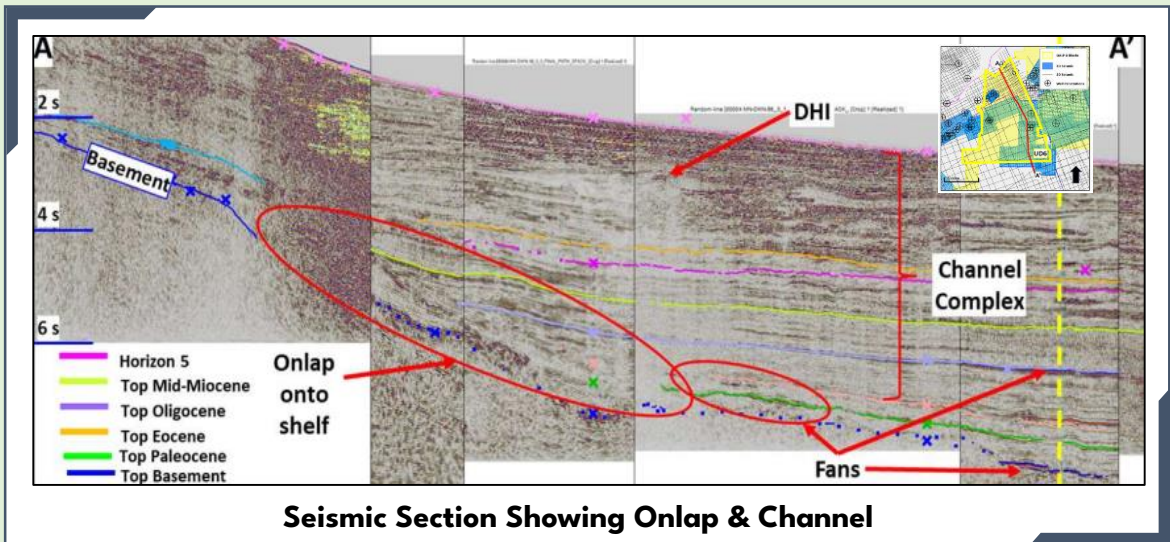 A
A'
DHI
2 s
Basement
4 s
Channel
Complex
6 s
Onlap
onto
shelf
Horizon 5
Top Mid-Miocene
Top Oligocene
Top Eocene
Top Paleocene
Top Basement
Fans
Seismic Section Showing Onlap & Channel